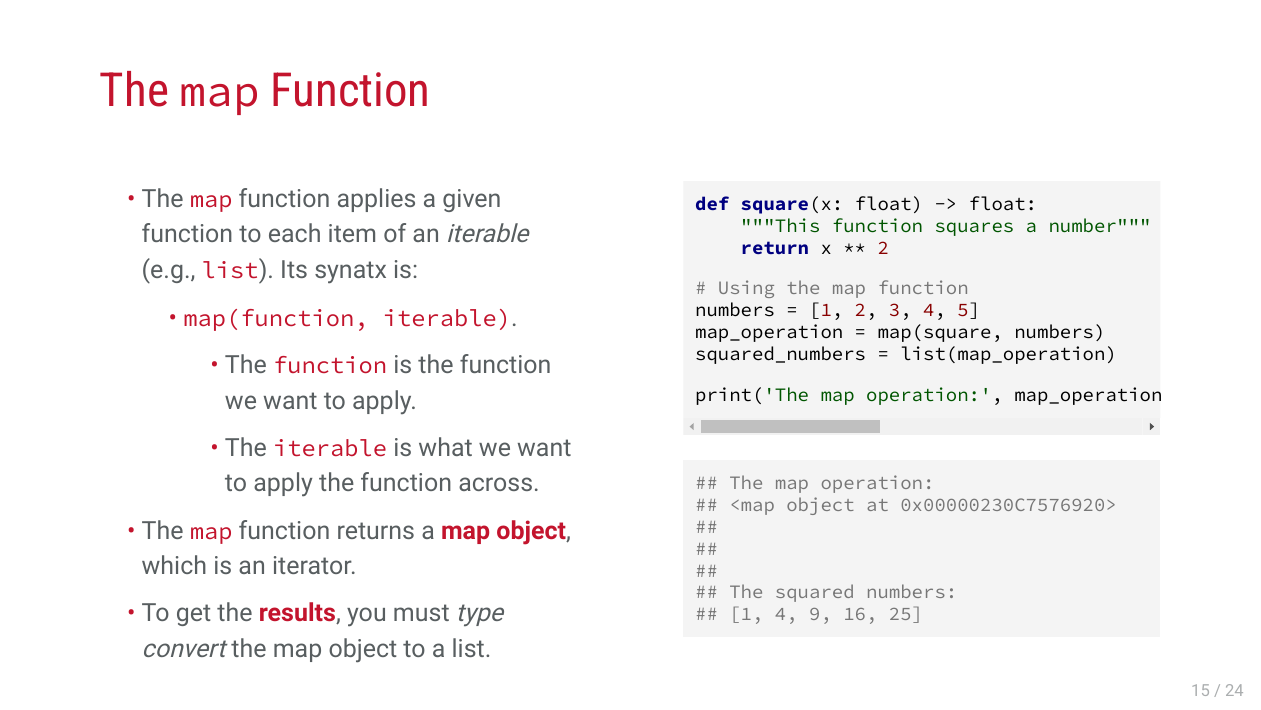 The map Function
• The map function applies a given
function to each item of an iterable
(e.g., list). Its synatx is:
• map(function, iterable).
• The function is the function
we want to apply.
• The iterable is what we want
to apply the function across.
• The map function returns a map object,
which is an iterator.
• To get the results, you must type
convert the map object to a list.
def square(x: float) -> float:
    """This function squares a number"""
    return x ** 2
# Using the map function
numbers = [1, 2, 3, 4, 5]
map_operation = map(square, numbers)
squared_numbers = list(map_operation)
print('The map operation:', map_operation
## The map operation:
## <map object at 0x00000230C7576920>
##
##
##
## The squared numbers:
## [1, 4, 9, 16, 25]
15 / 24